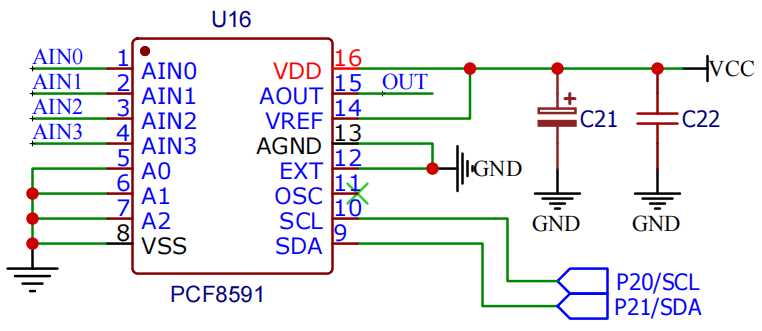 U16
AIN0 1 AIN0 VDD 16 VCC
AIN1 2 AIN1 AOUT 15 OUT
AIN2 3 AIN2 VREF 14 + C21 C22
AIN3 4 AIN3 AGND 13
5 A0 EXT 12 GND
6 A1 OSC 11
7 A2 SCL 10 GND GND
8 VSS SDA 9
PCF8591
P20/SCL
P21/SDA